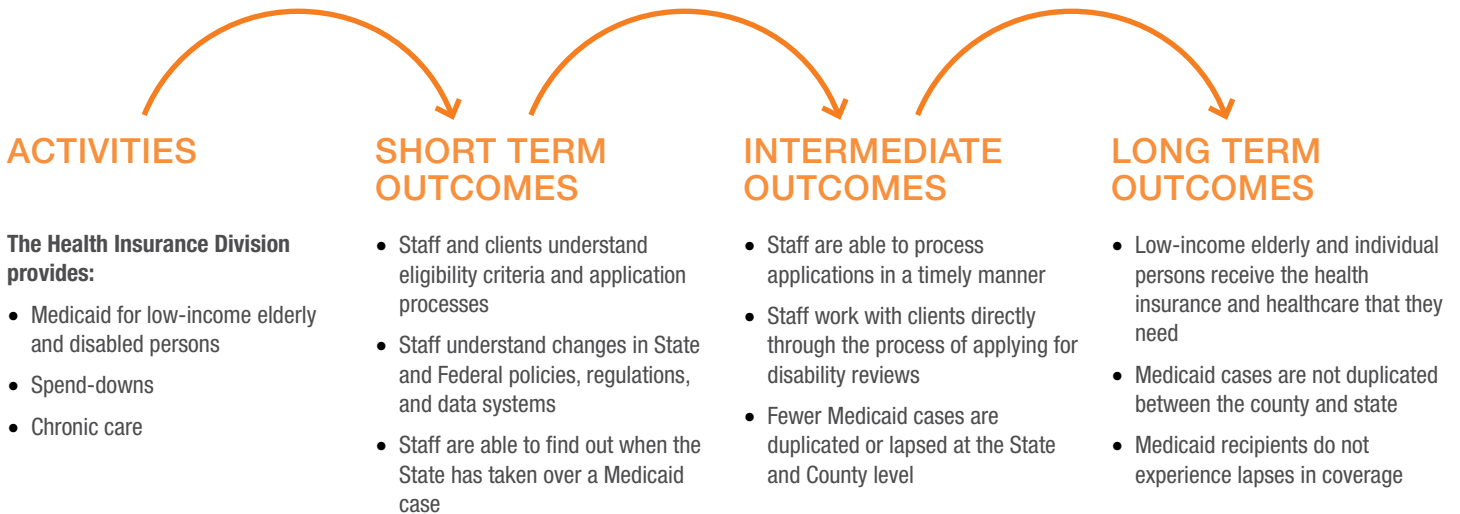 ACTIVITIES
The Health Insurance Division
provides:
• Medicaid for low-income elderly
and disabled persons
• Spend-downs
• Chronic care
SHORT TERM
OUTCOMES
• Staff and clients understand
eligibility criteria and application
processes
• Staff understand changes in State
and Federal policies, regulations,
and data systems
• Staff are able to find out when the
State has taken over a Medicaid
case
INTERMEDIATE
OUTCOMES
• Staff are able to process
applications in a timely manner
• Staff work with clients directly
through the process of applying for
disability reviews
• Fewer Medicaid cases are
duplicated or lapsed at the State
and County level
LONG TERM
OUTCOMES
• Low-income elderly and individual
persons receive the health
insurance and healthcare that they
need
• Medicaid cases are not duplicated
between the county and state
• Medicaid recipients do not
experience lapses in coverage